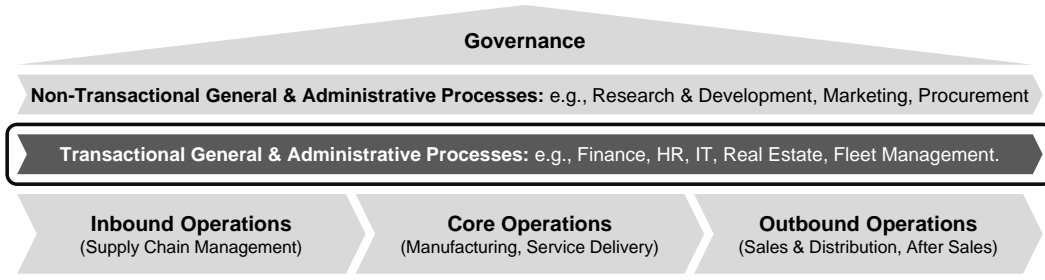 Governance
Non-Transactional General & Administrative Processes: e.g., Research & Development, Marketing, Procurement
Transactional General & Administrative Processes: e.g., Finance, HR, IT, Real Estate, Fleet Management.
Inbound Operations
(Supply Chain Management)
Core Operations
(Manufacturing, Service Delivery)
Outbound Operations
(Sales & Distribution, After Sales)